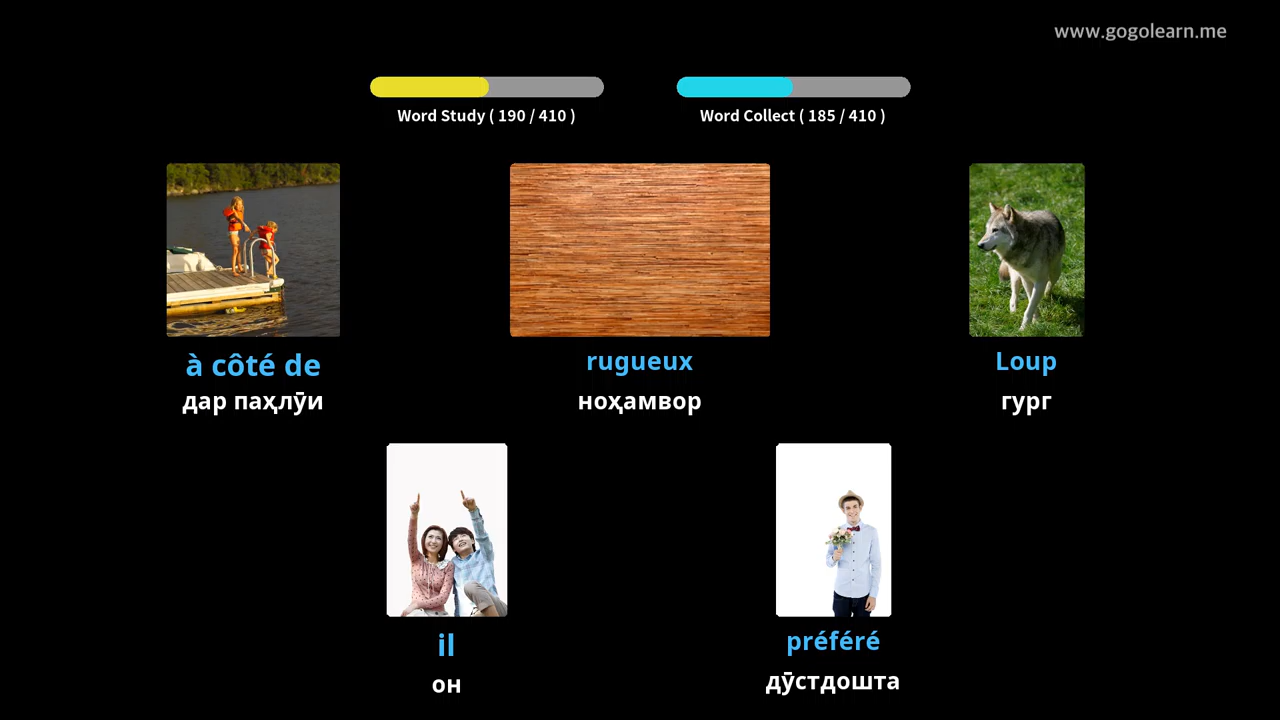 www.gogolearn.me
Word Study ( 190 / 410 )
Word Collect ( 185 / 410 )
à côté de
дар паҳлӯи
rugueux
ноҳамвор
Loup
гург
il
он
préféré
дӯстдошта